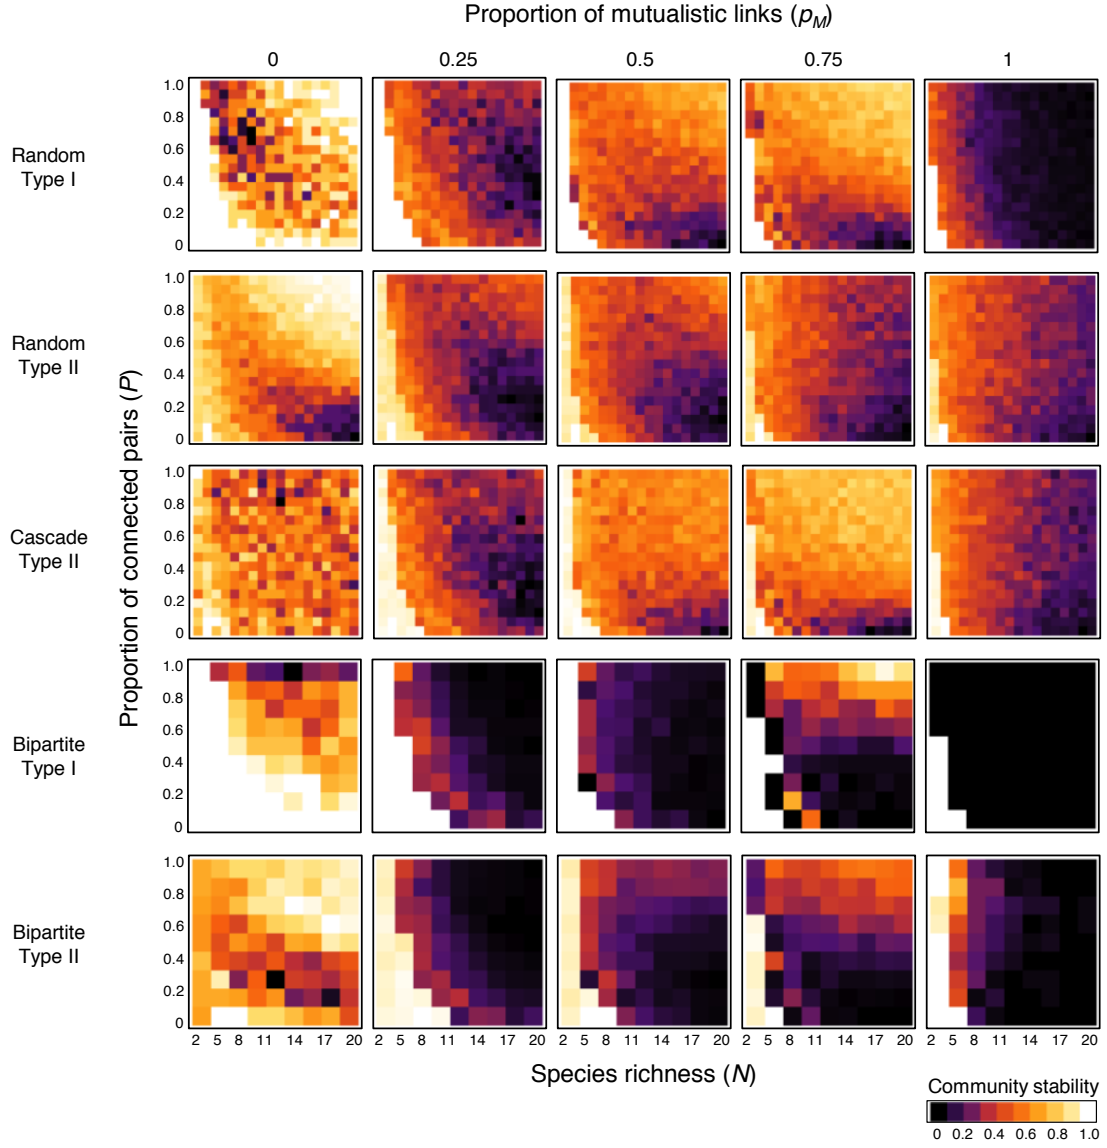 Proportion of mutualistic links (pM)
0 0.25 0.5 0.75 1
Random
Type I
1.0
0.8
0.6
0.4
0.2
0
Random
Type II
1.0
0.8
0.6
0.4
0.2
0
Cascade
Type II
1.0
0.8
0.6
0.4
0.2
0
Bipartite
Type I
1.0
0.8
0.6
0.4
0.2
0
Bipartite
Type II
1.0
0.8
0.6
0.4
0.2
0
Proportion of connected pairs (P)
2 5 8 11 14 17 20 2 5 8 11 14 17 20 2 5 8 11 14 17 20 2 5 8 11 14 17 20 2 5 8 11 14 17 20
Species richness (N)
Community stability
0 0.2 0.4 0.6 0.8 1.0